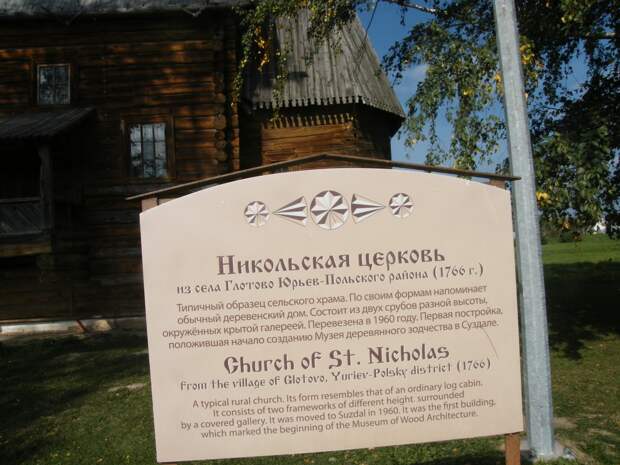 Никольская церковь
из села Глотово Юрьев-Польского района (1766 г.)
Типичный образец сельского храма. По своим формам напоминает
обычный деревенский дом. Состоит из двух срубов разной высоты,
окружённых крытой галереей. Перевезена в 1960 году. Первая постройка,
положившая начало созданию Музея деревянного зодчества в Суздале.
Church of St. Nicholas
from the village of Glotovo, Yuriev-Polsky district (1766)
A typical rural church. Its form resembles that of an ordinary log cabin.
It consists of two frameworks of different height. surrounded
by a covered gallery. It was moved to Suzdal in 1960. It was the first building,
which marked the beginning of the Museum of Wood Architecture.